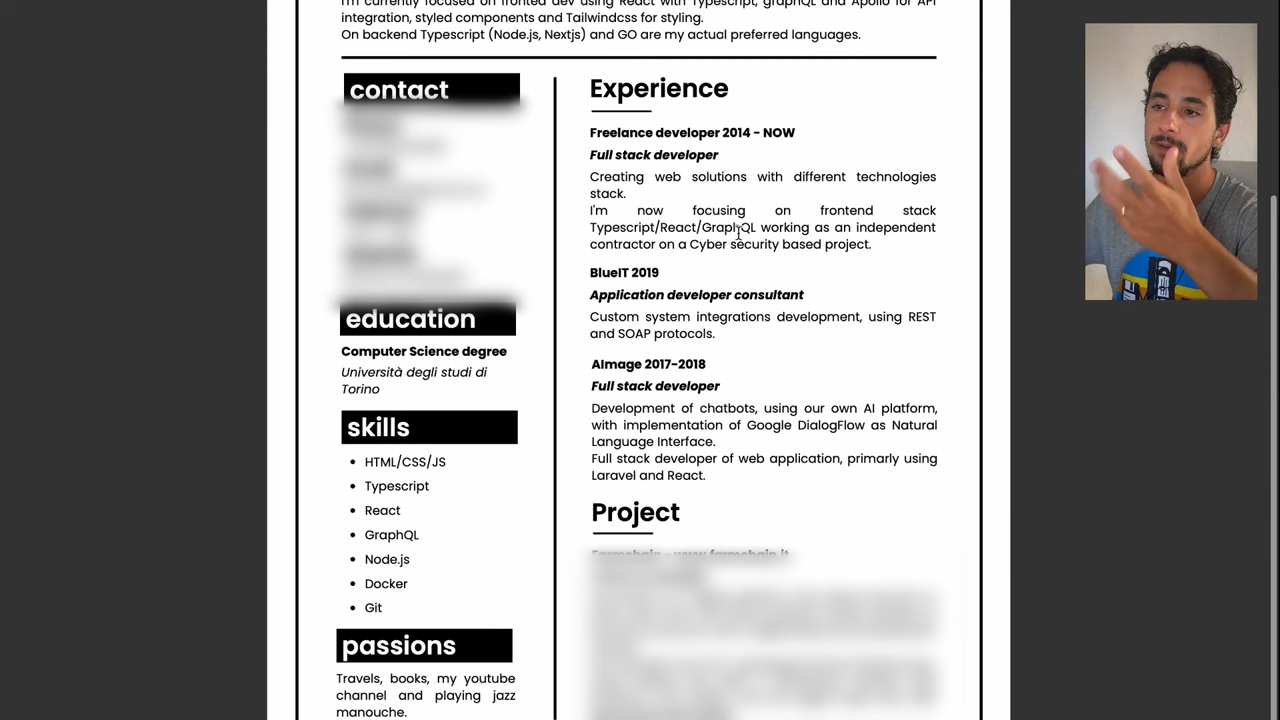 I'm currently focused on fronted dev using React with Typescript, graphQL and Apollo for API
integration, styled components and Tailwindcss for styling.
On backend Typescript (Node.js, Nextjs) and GO are my actual preferred languages.
contact
education
Computer Science degree
Università degli studi di
Torino
skills
HTML/CSS/JS
Typescript
React
GraphQL
Node.js
Docker
Git
passions
Travels, books, my youtube
channel and playing jazz
manouche.
Experience
Freelance developer 2014 - NOW
Full stack developer
Creating web solutions with different technologies
stack.
I'm now focusing on frontend stack
Typescript/React/GraphQL working as an independent
contractor on a Cyber security based project.
BlueIT 2019
Application developer consultant
Custom system integrations development, using REST
and SOAP protocols.
AImage 2017-2018
Full stack developer
Development of chatbots, using our own AI platform,
with implementation of Google DialogFlow as Natural
Language Interface.
Full stack developer of web application, primarly using
Laravel and React.
Project